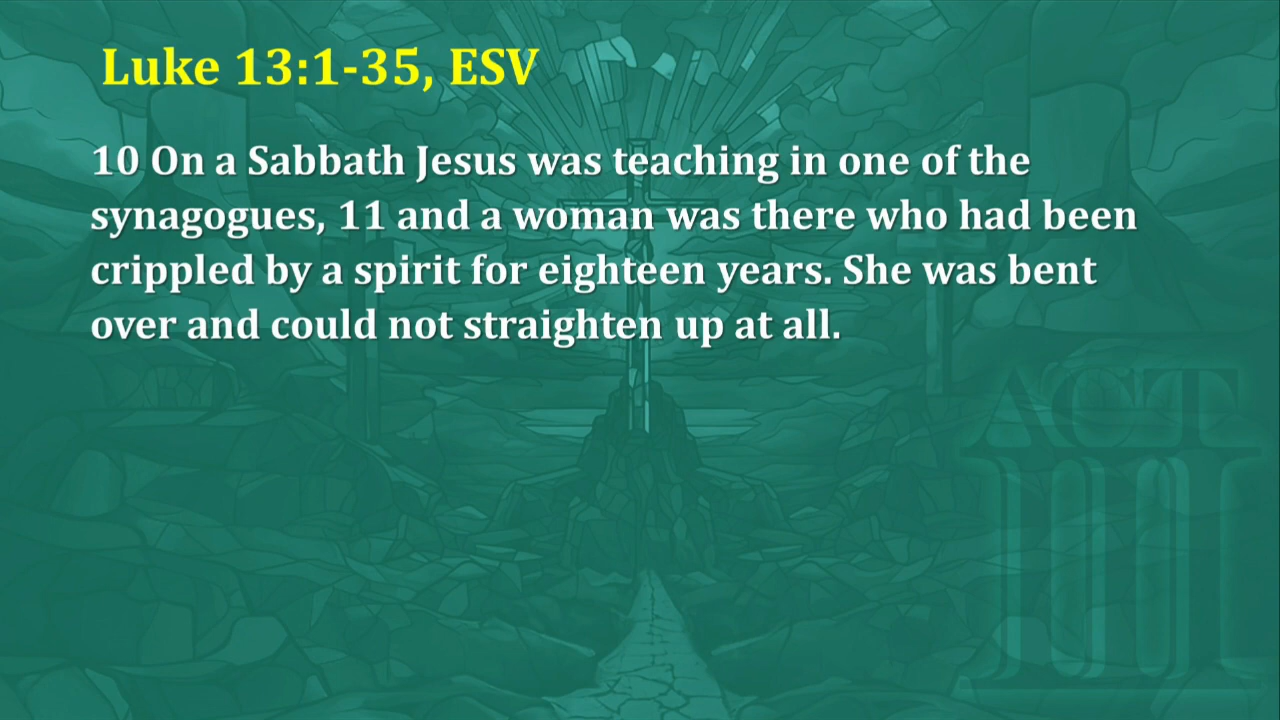 Luke 13:1-35, ESV
10 On a Sabbath Jesus was teaching in one of the
synagogues, 11 and a woman was there who had been
crippled by a spirit for eighteen years. She was bent
over and could not straighten up at all.
ACT
III